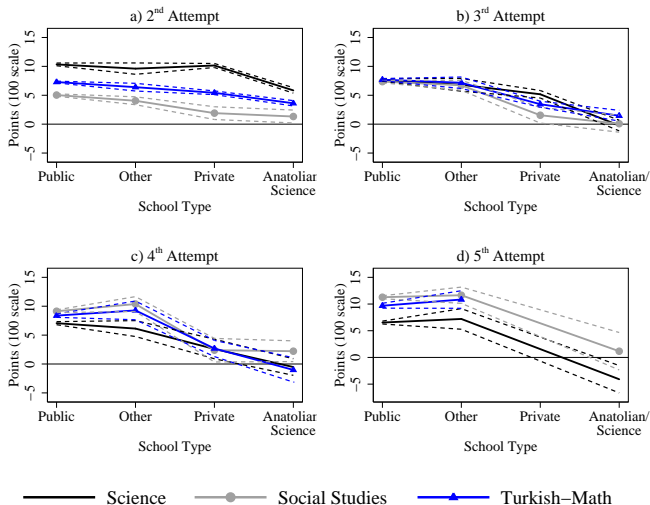 a) 2nd Attempt
Points (100 scale)
15
10
5
0
−5
Public Other Private Anatolian/
Science
School Type
b) 3rd Attempt
Points (100 scale)
15
10
5
0
−5
Public Other Private Anatolian/
Science
School Type
c) 4th Attempt
Points (100 scale)
15
10
5
0
−5
Public Other Private Anatolian/
Science
School Type
d) 5th Attempt
Points (100 scale)
15
10
5
0
−5
Public Other Private Anatolian/
Science
School Type
Science Social Studies Turkish−Math